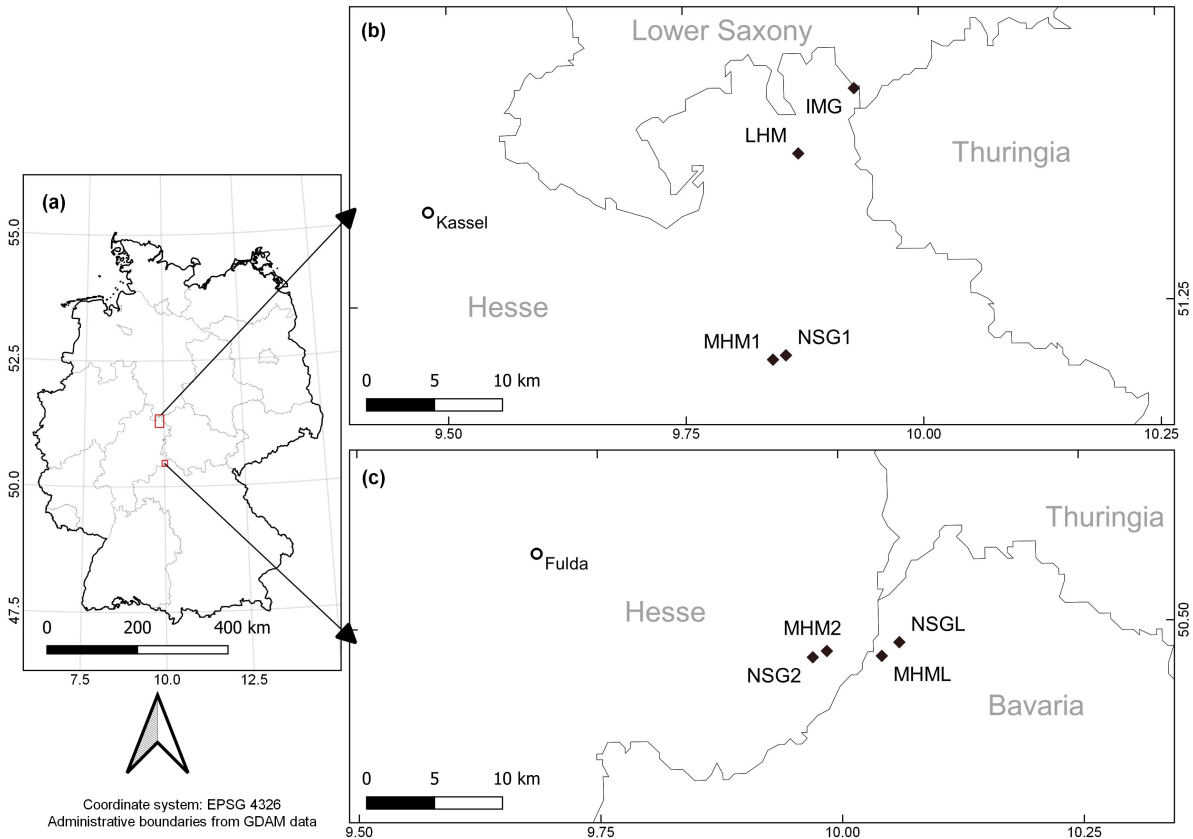 (a)
55.0
52.5
50.0
47.5
0 200 400 km
7.5 10.0 12.5
Coordinate system: EPSG 4326
Administrative boundaries from GDAM data
(b)
Lower Saxony
IMG
LHM
Thuringia
Kassel
Hesse
51.25
MHM1 NSG1
0 5 10 km
9.50 9.75 10.00 10.25
(c)
Thuringia
Fulda
Hesse
50.50
MHM2 NSGL
NSG2 MHML
Bavaria
0 5 10 km
9.50 9.75 10.00 10.25